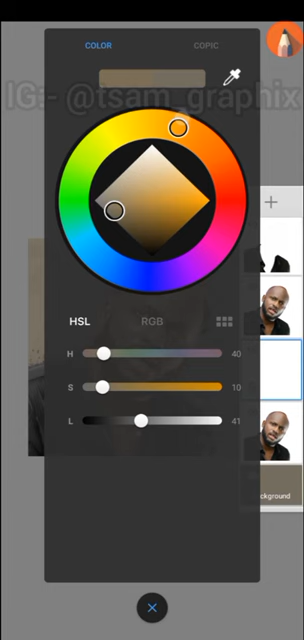 COLOR COPIC
IG:- @tsam_graphix
HSL RGB
H 40
S 10
L 41
ckground